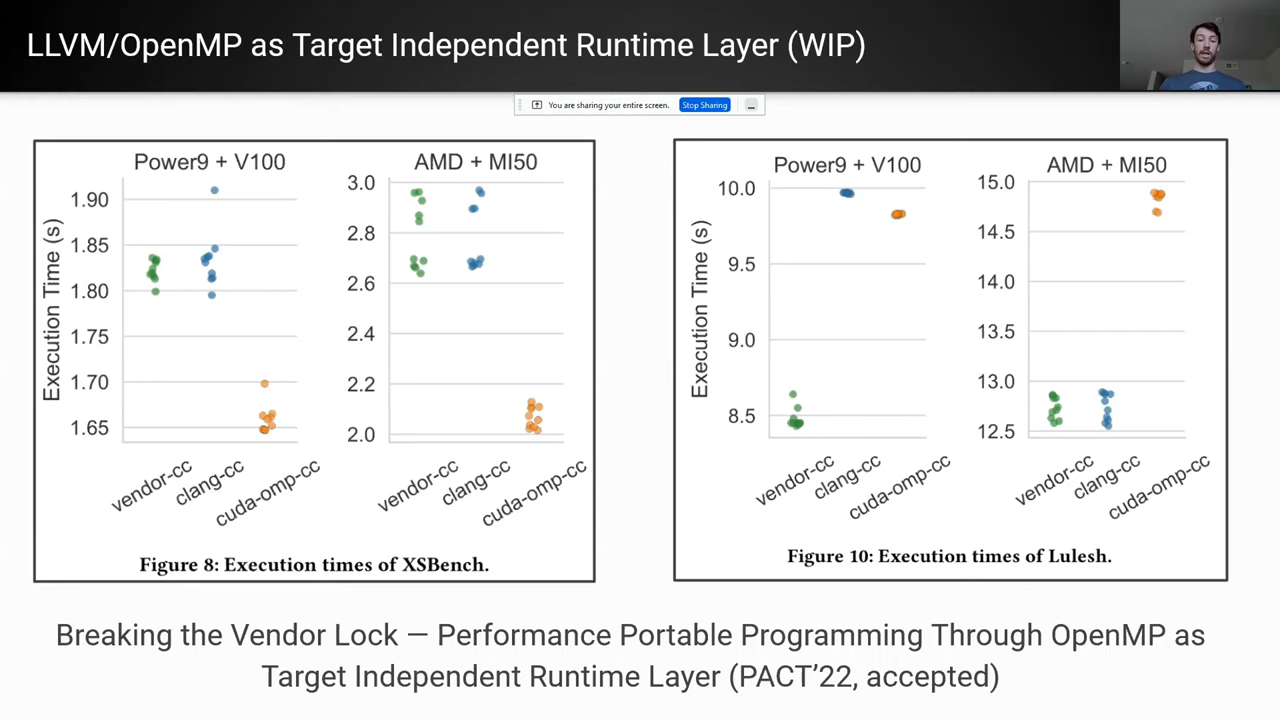 LLVM/OpenMP as Target Independent Runtime Layer (WIP)
You are sharing your entire screen. Stop Sharing
Power9 + V100
AMD + MI50
Execution Time (s)
1.90
1.85
1.80
1.75
1.70
1.65
3.0
2.8
2.6
2.4
2.2
2.0
vendor-cc
clang-cc
cuda-omp-cc
vendor-cc
clang-cc
cuda-omp-cc
Figure 8: Execution times of XSBench.
Power9 + V100
AMD + MI50
Execution Time (s)
10.0
9.5
9.0
8.5
15.0
14.5
14.0
13.5
13.0
12.5
vendor-cc
clang-cc
cuda-omp-cc
vendor-cc
clang-cc
cuda-omp-cc
Figure 10: Execution times of Lulesh.
Breaking the Vendor Lock — Performance Portable Programming Through OpenMP as
Target Independent Runtime Layer (PACT’22, accepted)